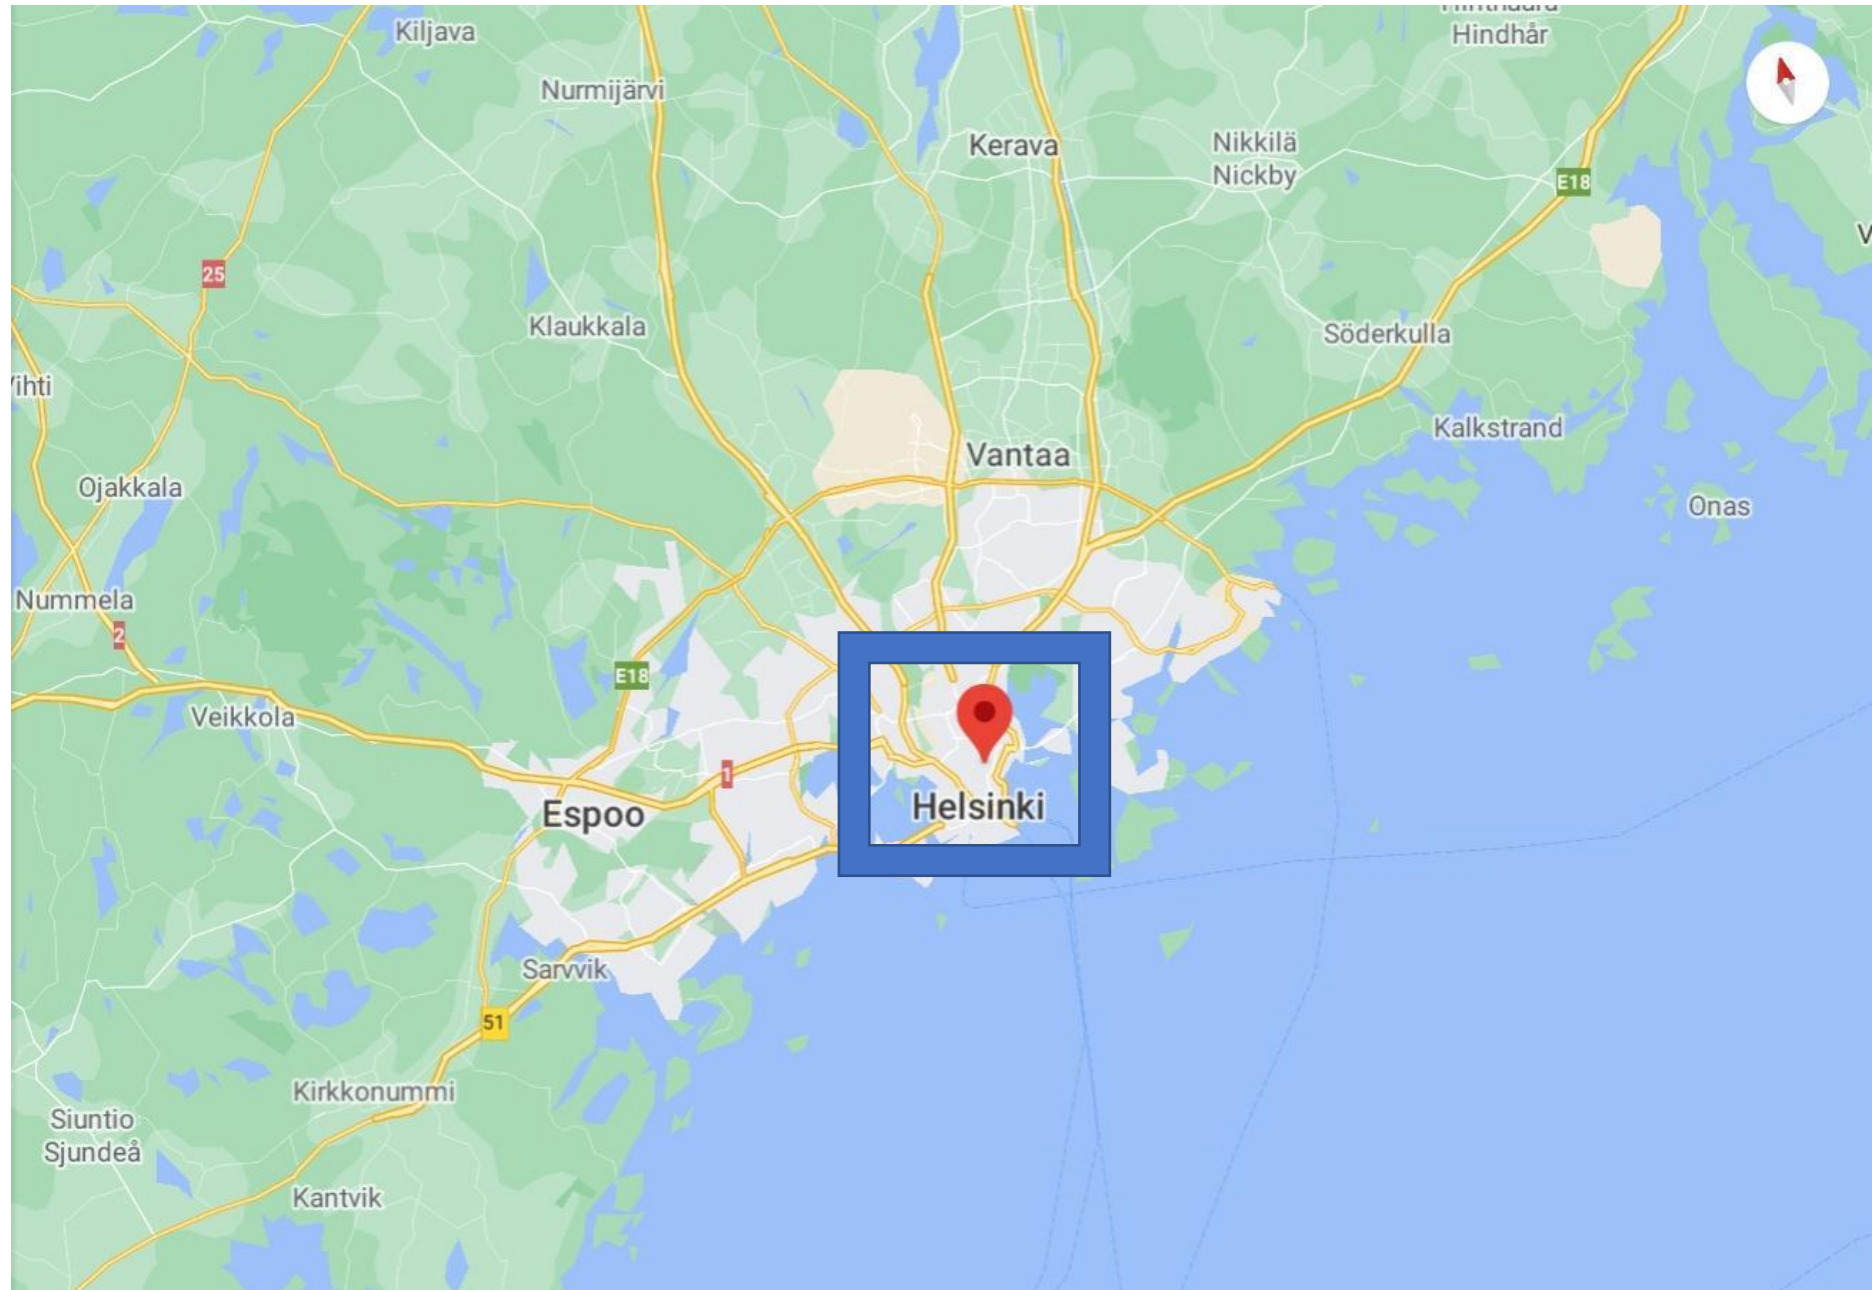 Kiljava
Hindhår
Nurmijärvi
Kerava
Nikkilä
Nickby
E18
25
Klaukkala
Söderkulla
Kalkstrand
Vantaa
Ojakkala
Onas
Nummela
2
E18
Veikkola
1
Espoo
Helsinki
Sarvvik
51
Kirkkonummi
Siuntio
Sjundeå
Kantvik